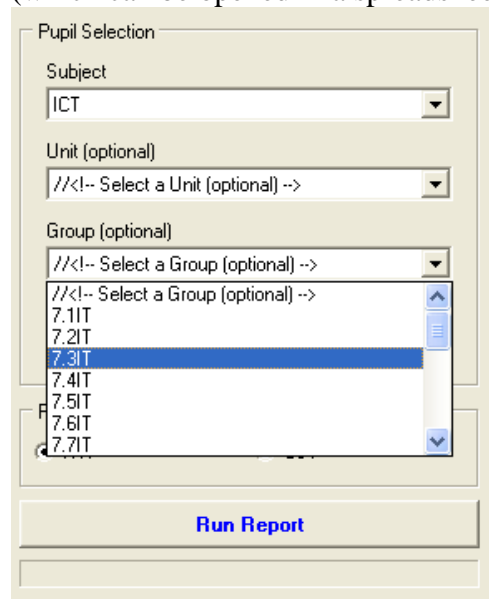 Pupil Selection
Subject
ICT
Unit (optional)
//<!-- Select a Unit (optional) -->
Group (optional)
//<!-- Select a Group (optional) -->
//<!-- Select a Group (optional) -->
7.1IT
7.2IT
7.3IT
7.4IT
7.5IT
7.6IT
7.7IT
Run Report